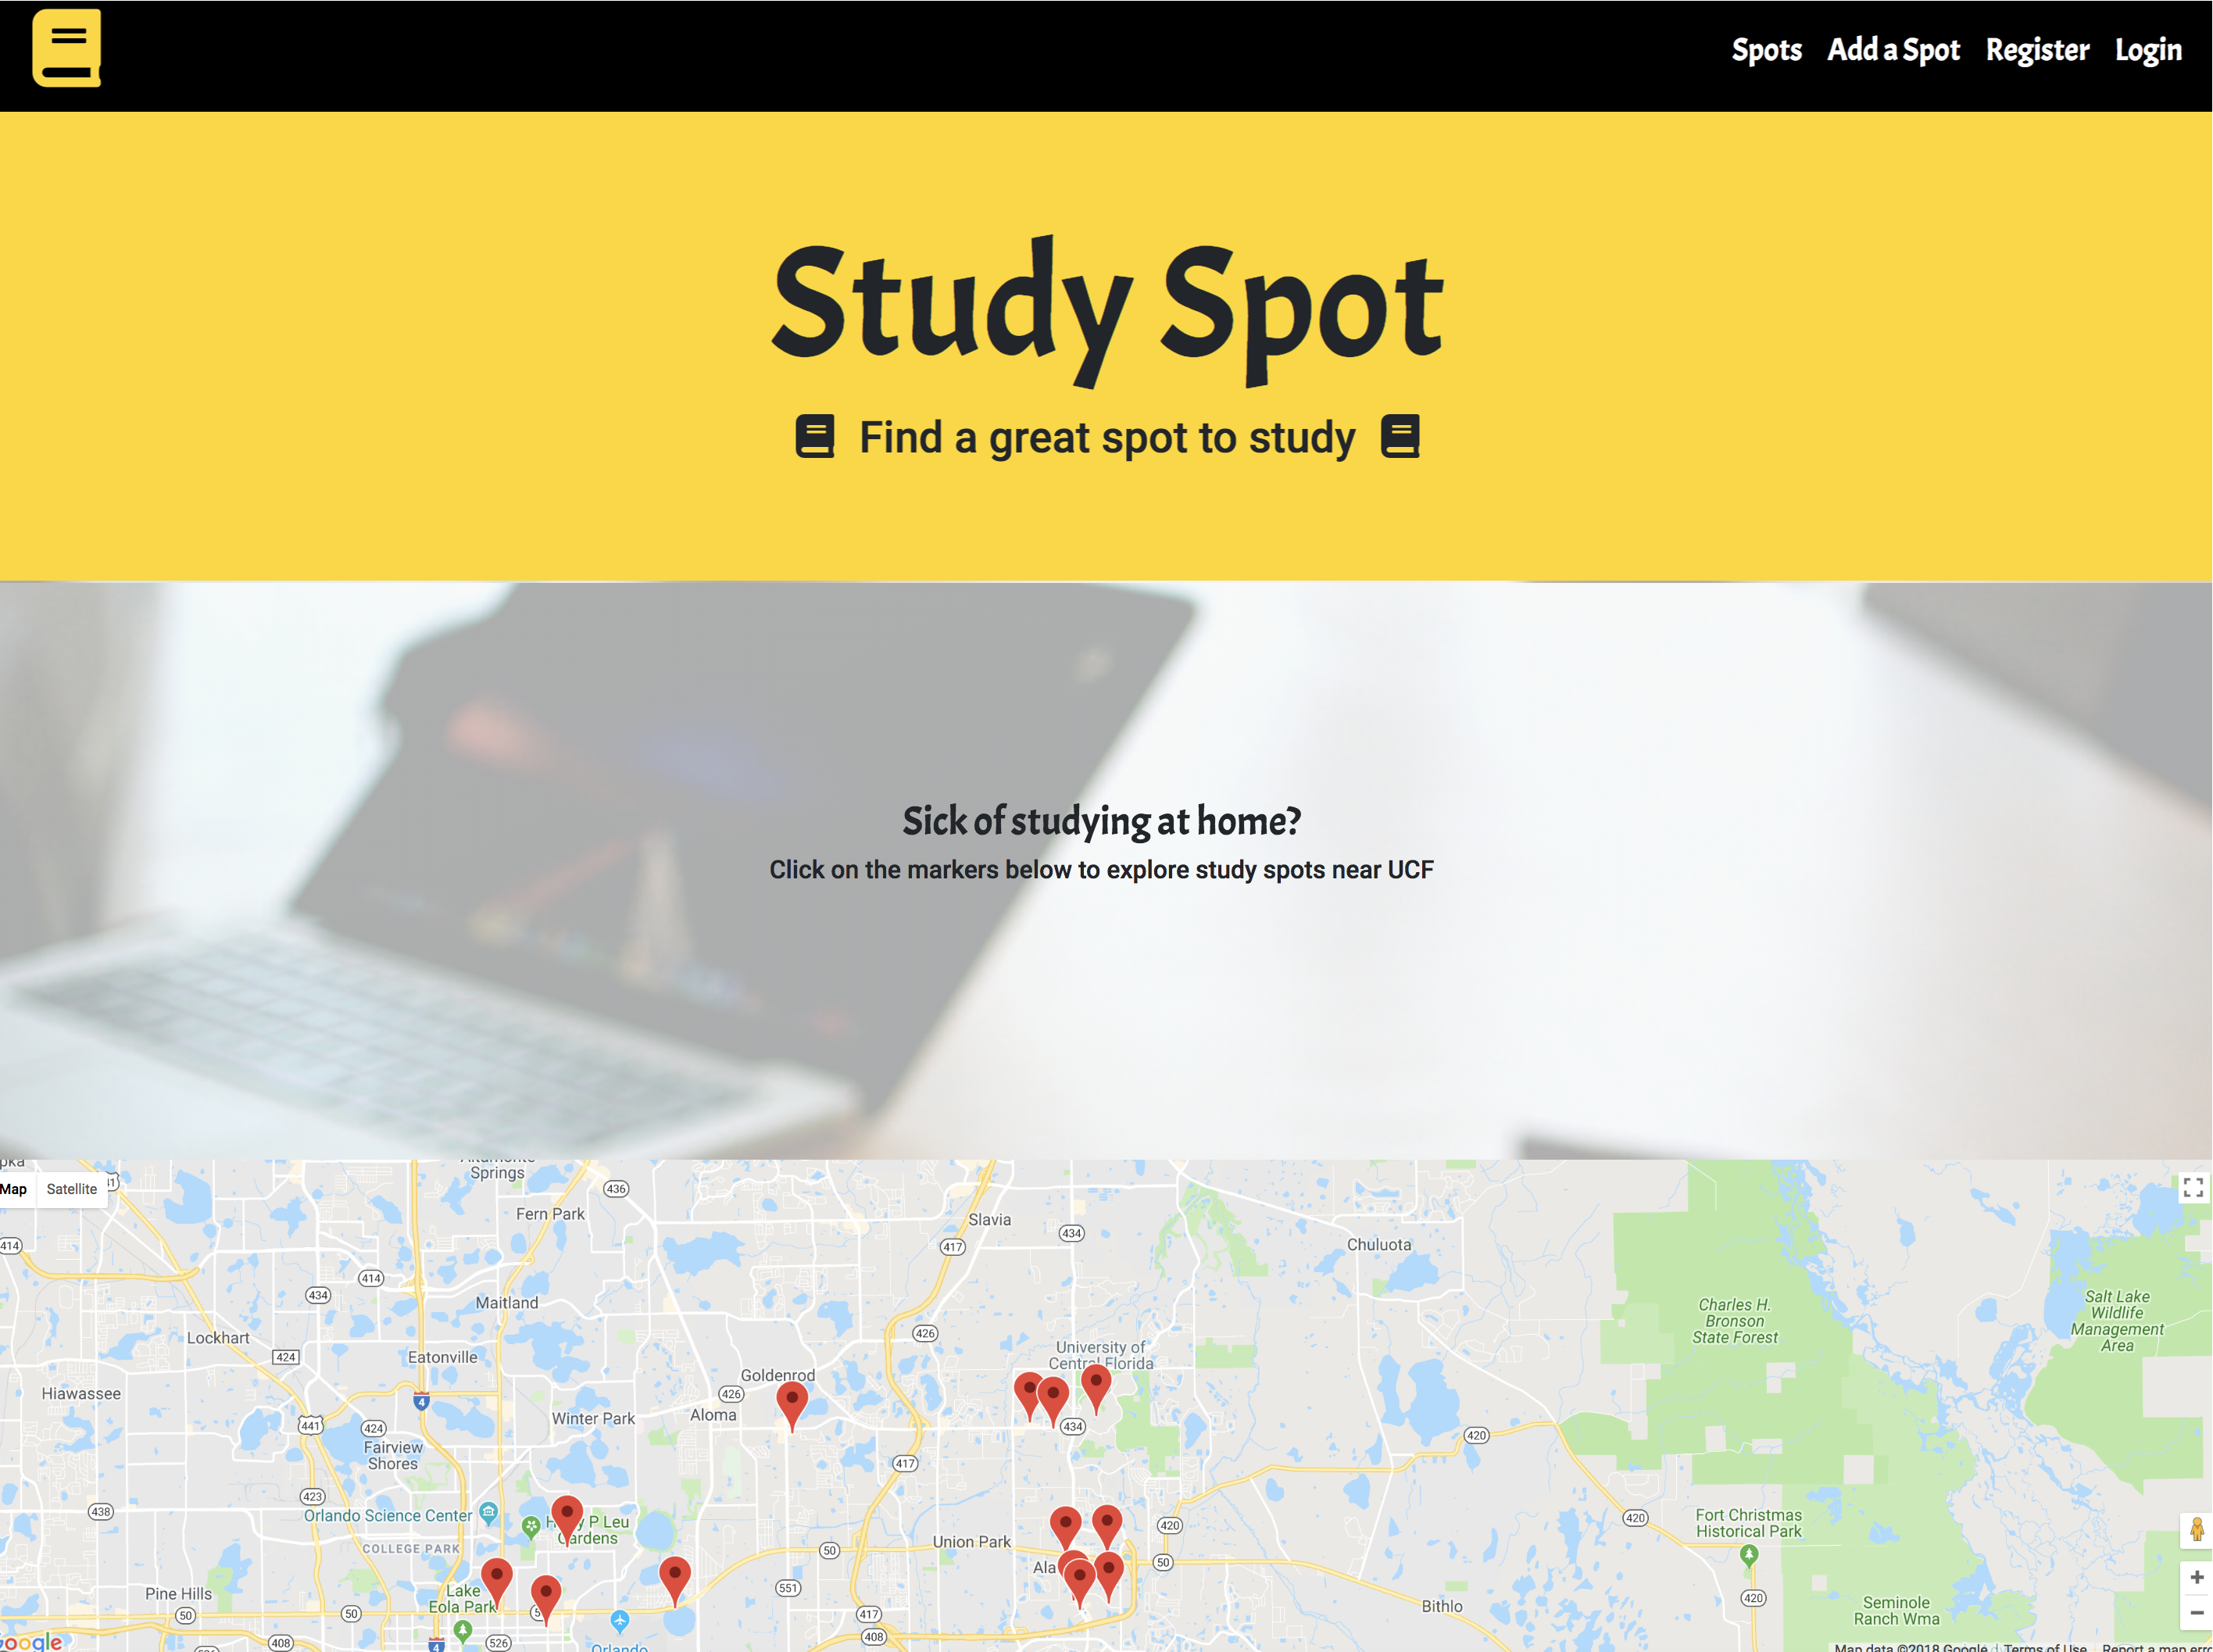 Spots Add a Spot Register Login
Study Spot
Find a great spot to study
Sick of studying at home?
Click on the markers below to explore study spots near UCF
Springs
Map Satellite
436
Fern Park
Slavia
434
414
417
Chuluota
414
434
Maitland
Charles H.
Bronson
State Forest
Salt Lake
Wildlife
Management
Area
Lockhart
424
Eatonville
426
University of
Central Florida
Goldenrod
Hiawassee
4
426
441
424
Winter Park
Aloma
434
420
Fairview
Shores
417
423
438
Orlando Science Center
P Leu
Gardens
420
420
Fort Christmas
Historical Park
COLLEGE PARK
50
Union Park
50
Ala
Pine Hills
Lake
Eola Park
551
420
50
50
417
Bithlo
Seminole
Ranch Wma
408
4
526
Orlando
408
Map data ©2018 Google
Terms of Use
Report a map